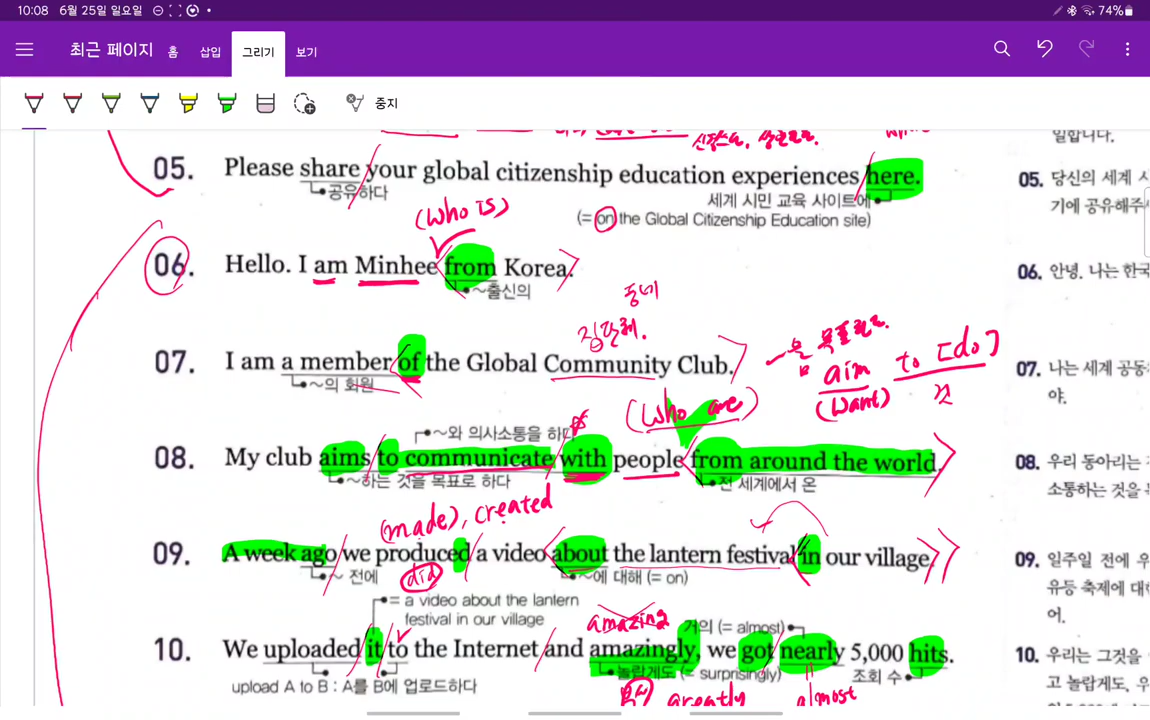 10:08 6월 25일 일요일 74%
최근 페이지 홈 삽입 그리기 보기
중지
05. Please share your global citizenship education experiences here.
공유하다
세계 시민 교육 사이트에
(= on the Global Citizenship Education site)
(who is)
06. Hello. I am Minhee from Korea.
~출신의
동네
집단체.
07. I am a member of the Global Community Club.
~의 회원
~을 목표로
aim to [do]
(want) 것
(who are)
~와 의사소통을 하다
08. My club aims to communicate with people from around the world.
~하는 것을 목표로 하다
전 세계에서 온
(made), created
09. A week ago we produced a video about the lantern festival in our village
~ 전에
did
~에 대해 (= on)
= a video about the lantern
festival in our village
amazing
거의 (= almost)
10. We uploaded it to the Internet and amazingly, we got nearly 5,000 hits.
놀랍게도 (= surprisingly)
조회 수
upload A to B : A를 B에 업로드하다
greatly
almost
일합니다.
05. 당신의 세계 시
기에 공유해주
06. 안녕, 나는 한국
07. 나는 세계 공동
야.
08. 우리 동아리는
소통하는 것을
09. 일주일 전에 우
유등 축제에 대
어.
10. 우리는 그것을
고 놀랍게도, 우